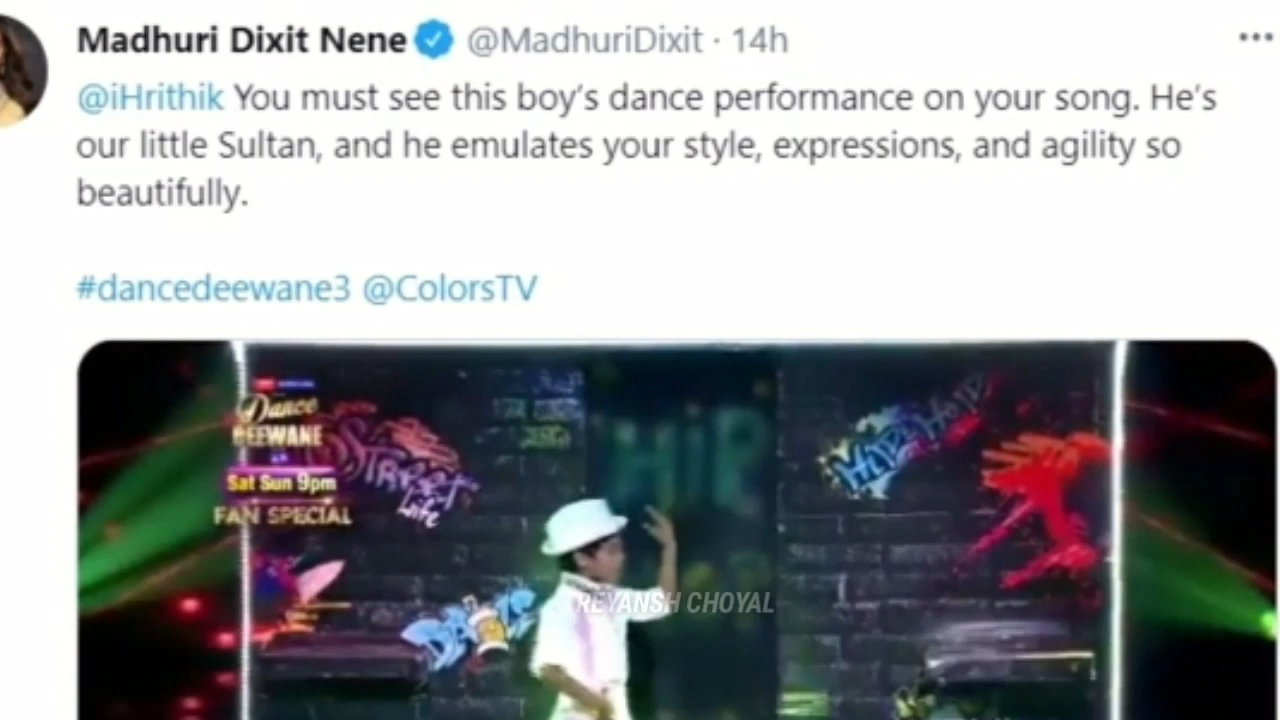 Madhuri Dixit Nene @MadhuriDixit · 14h
@iHrithik You must see this boy's dance performance on your song. He's
our little Sultan, and he emulates your style, expressions, and agility so
beautifully.
#dancedeewane3 @ColorsTV
Dance
DEEWANE
Sat Sun 9pm
FAN SPECIAL
STREET
Life
HIP
HIP HOP
DANCE
REYANSH CHOYAL